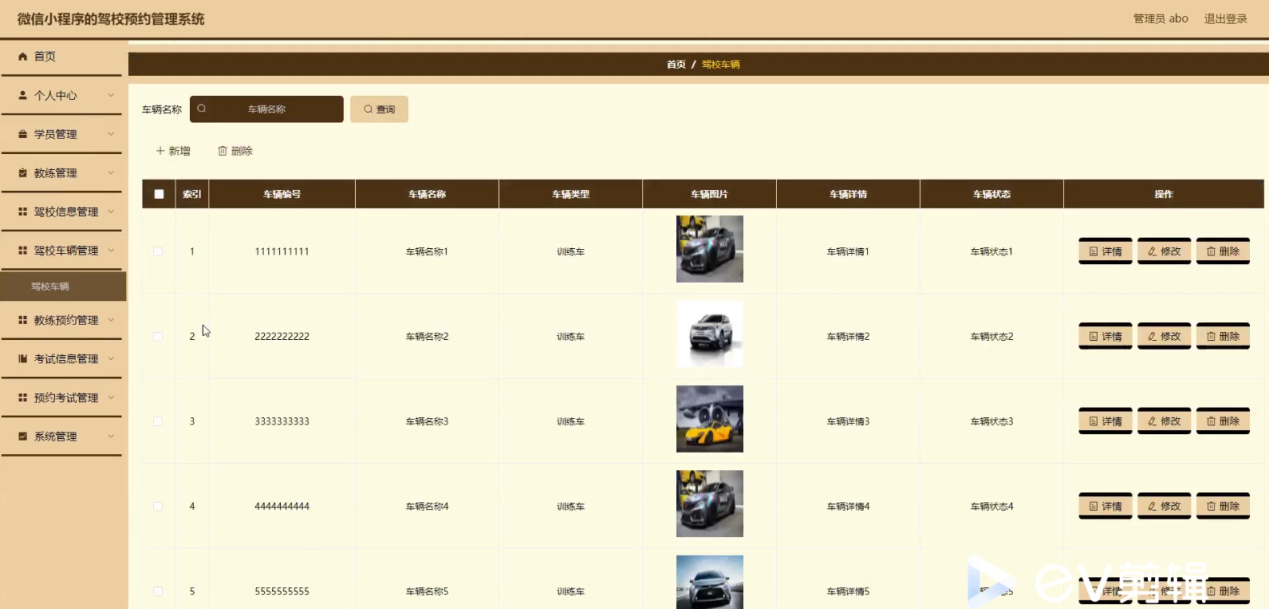 微信小程序的驾校预约管理系统
管理员 abo 退出登录
首页
个人中心
学员管理
教练管理
驾校信息管理
驾校车辆管理
驾校车辆
教练预约管理
考试信息管理
预约考试管理
系统管理
首页 / 驾校车辆
车辆名称 车辆名称 查询
新增 删除
索引 车辆编号 车辆名称 车辆类型 车辆图片 车辆详情 车辆状态 操作
1 1111111111 车辆名称1 训练车 车辆详情1 车辆状态1 详情 修改 删除
2 2222222222 车辆名称2 训练车 车辆详情2 车辆状态2 详情 修改 删除
3 3333333333 车辆名称3 训练车 车辆详情3 车辆状态3 详情 修改 删除
4 4444444444 车辆名称4 训练车 车辆详情4 车辆状态4 详情 修改 删除
5 5555555555 车辆名称5 训练车 车辆详情5 删除
eV剪辑